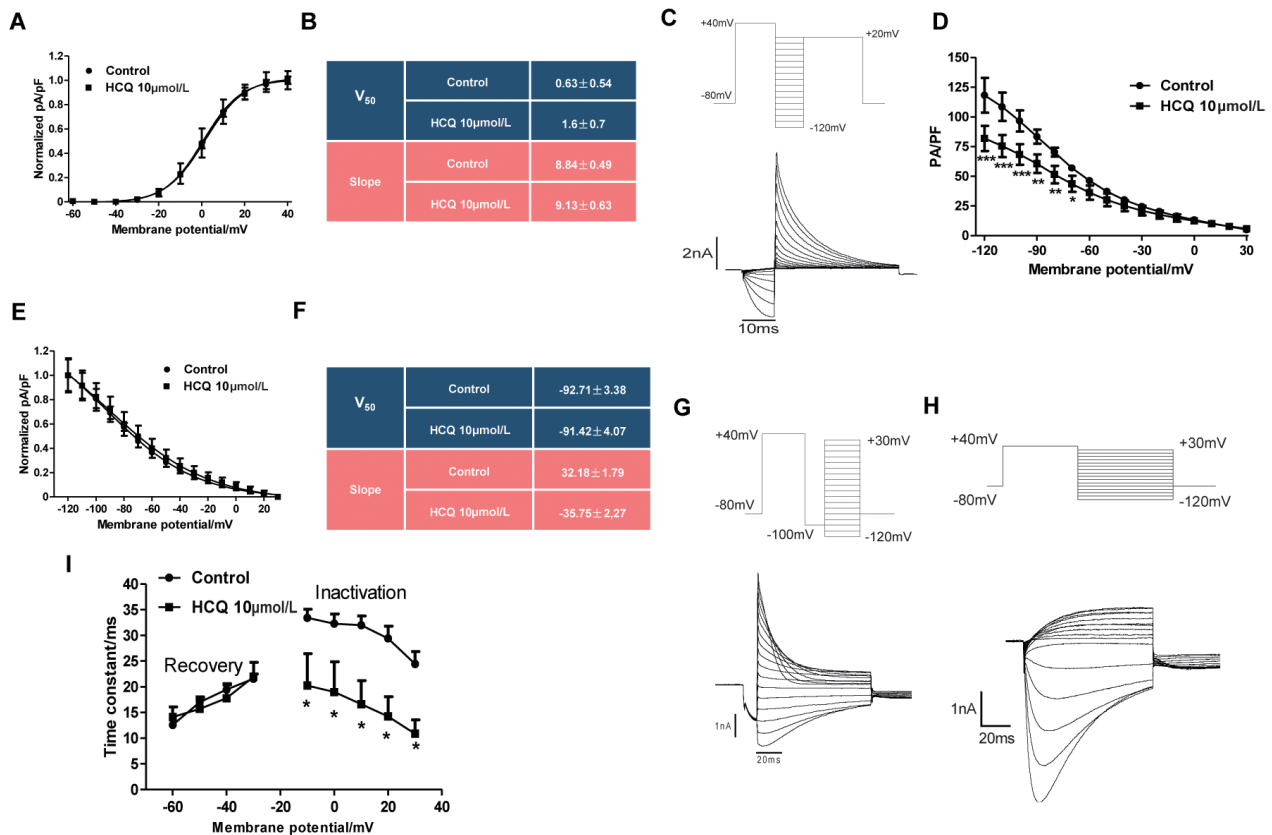 A
Control
HCQ 10μmol/L
Normalized pA/pF
1.2
1.0
0.8
0.6
0.4
0.2
0.0
-60 -40 -20 0 20 40
Membrane potential/mV
B
V50
Control
0.63±0.54
HCQ 10μmol/L
1.6±0.7
Slope
Control
8.84±0.49
HCQ 10μmol/L
9.13±0.63
C
+40mV
+20mV
-80mV
-120mV
2nA
10ms
D
Control
HCQ 10μmol/L
PA/PF
150
125
100
75
50
25
0
*** *** *** ** ** *
-120 -90 -60 -30 0 30
Membrane potential/mV
E
Control
HCQ 10μmol/L
Normalized pA/pF
1.2
1.0
0.8
0.6
0.4
0.2
0.0
-120 -100 -80 -60 -40 -20 0 20
Membrane potential/mV
F
V50
Control
-92.71±3.38
HCQ 10μmol/L
-91.42±4.07
Slope
Control
32.18±1.79
HCQ 10μmol/L
-35.75±2,27
G
+40mV
+30mV
-80mV
-100mV
-120mV
1nA
20ms
H
+40mV
+30mV
-80mV
-120mV
1nA
20ms
I
Control
HCQ 10μmol/L
Inactivation
Recovery
Time constant/ms
40
35
30
25
20
15
10
5
0
* * * * *
-60 -40 -20 0 20 40
Membrane potential/mV